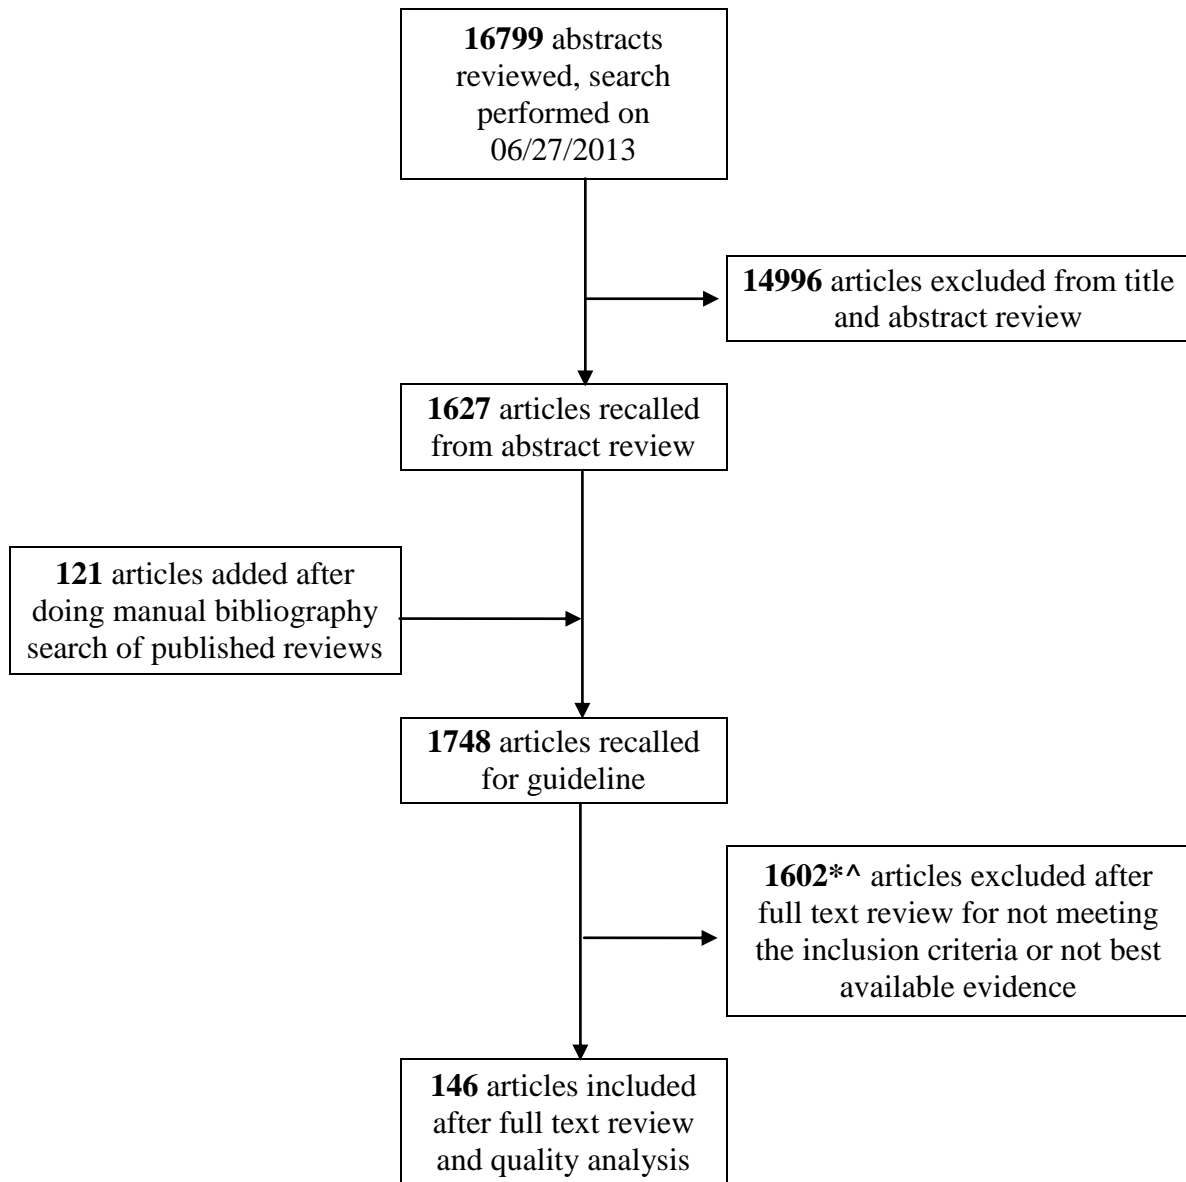 16799 abstracts
reviewed, search
performed on
06/27/2013
14996 articles excluded from title
and abstract review
1627 articles recalled
from abstract review
121 articles added after
doing manual bibliography
search of published reviews
1748 articles recalled
for guideline
1602*^ articles excluded after
full text review for not meeting
the inclusion criteria or not best
available evidence
146 articles included
after full text review
and quality analysis